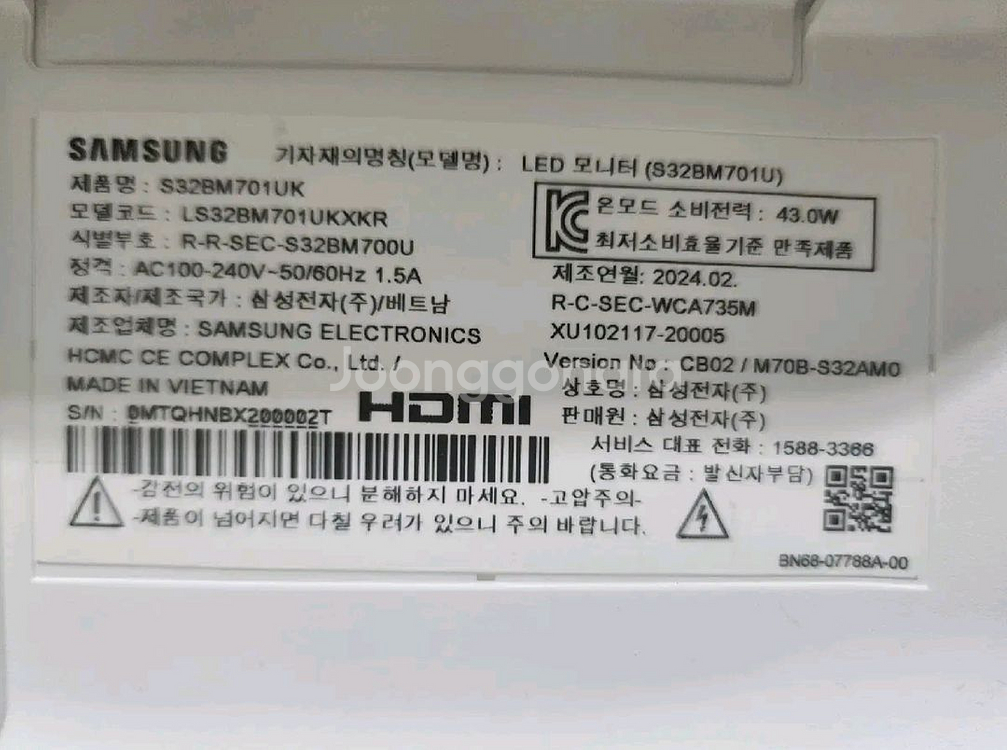 SAMSUNG 기자재의명칭(모델명) : LED 모니터 (S32BM701U)
제품명 : S32BM701UK
모델코드 : LS32BM701UKXKR
식별부호 : R-R-SEC-S32BM700U
정격 : AC100-240V~50/60Hz 1.5A
제조자/제조국가 : 삼성전자(주)/베트남
제조업체명 : SAMSUNG ELECTRONICS
HCMC CE COMPLEX Co., Ltd. /
MADE IN VIETNAM
S/N : 0MTQHNBX200002T
HDMI
온모드 소비전력 : 43.0W
최저소비효율기준 만족제품
제조연월: 2024.02.
R-C-SEC-WCA735M
XU102117-20005
Version No : CB02 / M70B-S32AM0
상호명 : 삼성전자(주)
판매원 : 삼성전자(주)
서비스 대표 전화 : 1588-3366
(통화요금 : 발신자부담)
-감전의 위험이 있으니 분해하지 마세요. -고압주의-
-제품이 넘어지면 다칠 우려가 있으니 주의 바랍니다.
BN68-07788A-00
Joonggonara